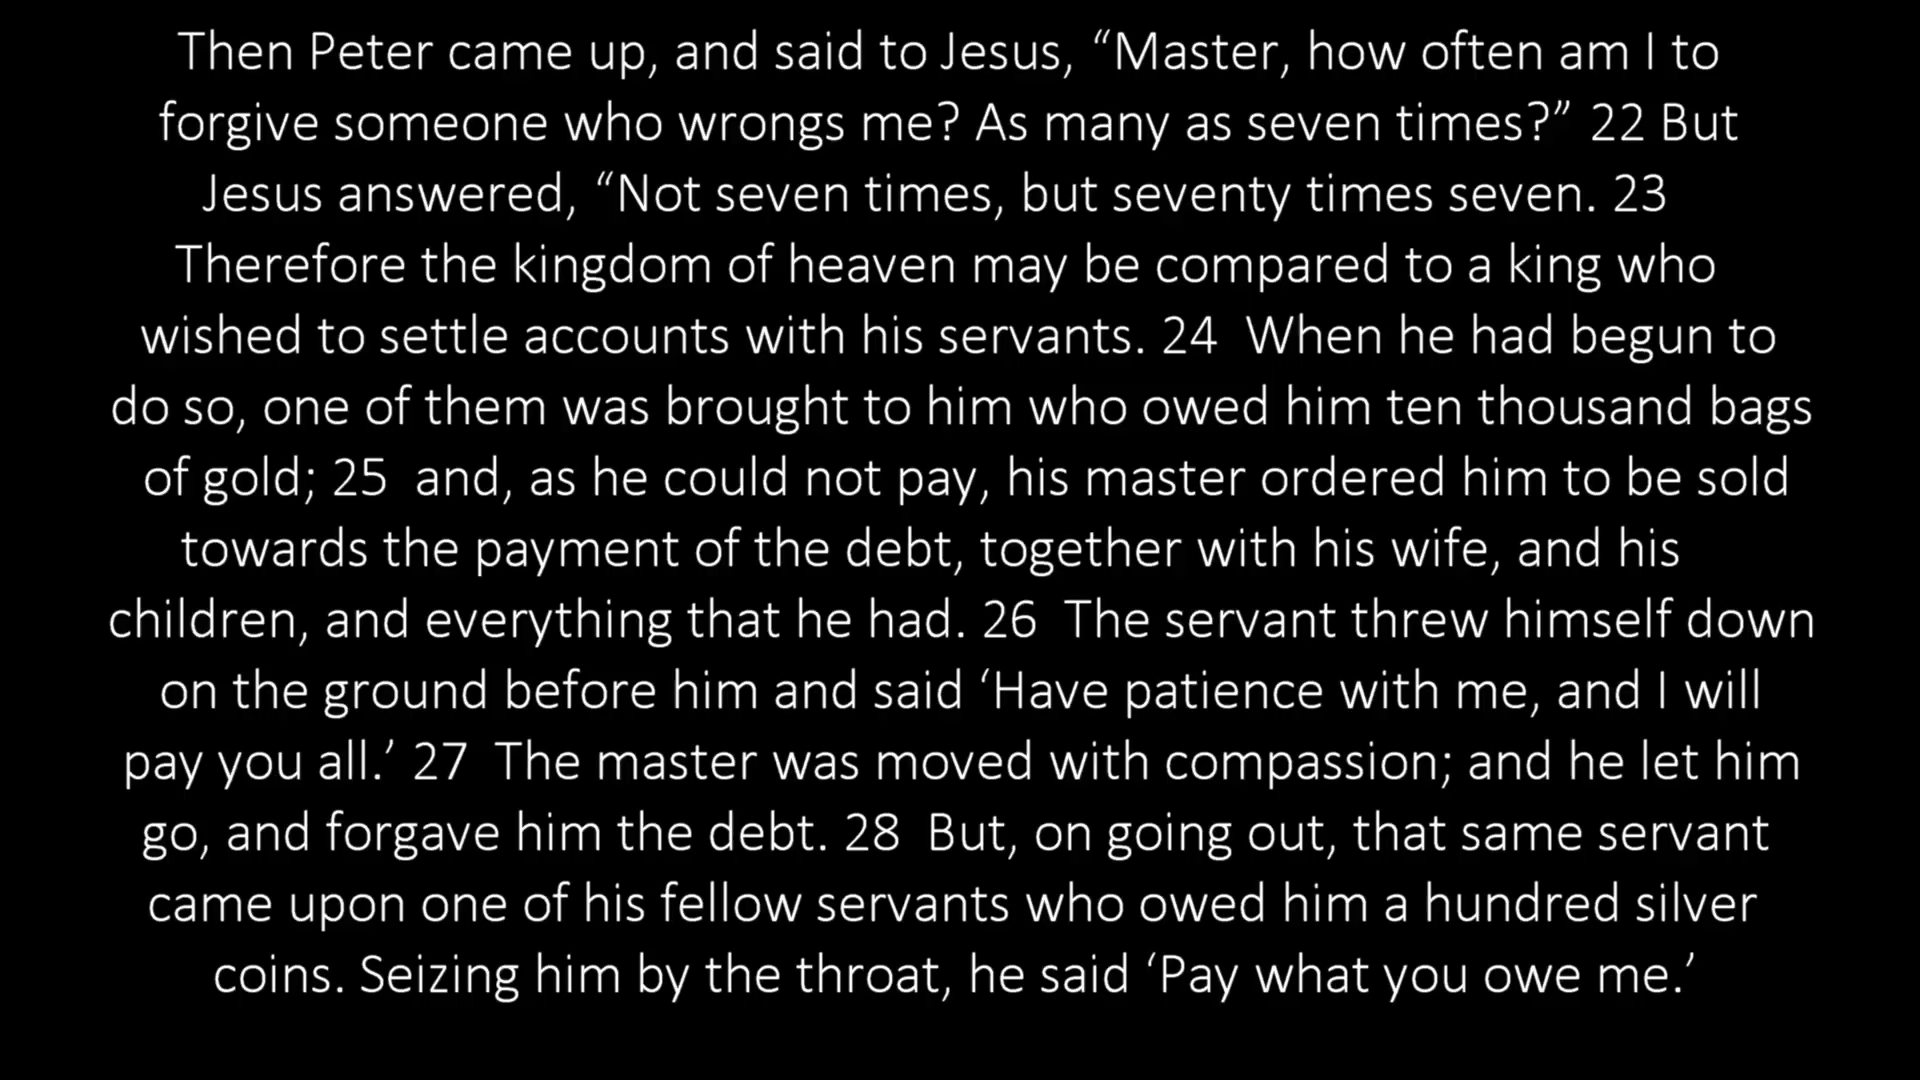 Then Peter came up, and said to Jesus, “Master, how often am I to
forgive someone who wrongs me? As many as seven times?” 22 But
Jesus answered, “Not seven times, but seventy times seven. 23
Therefore the kingdom of heaven may be compared to a king who
wished to settle accounts with his servants. 24  When he had begun to
do so, one of them was brought to him who owed him ten thousand bags
of gold; 25  and, as he could not pay, his master ordered him to be sold
towards the payment of the debt, together with his wife, and his
children, and everything that he had. 26  The servant threw himself down
on the ground before him and said ‘Have patience with me, and I will
pay you all.’ 27  The master was moved with compassion; and he let him
go, and forgave him the debt. 28  But, on going out, that same servant
came upon one of his fellow servants who owed him a hundred silver
coins. Seizing him by the throat, he said ‘Pay what you owe me.’